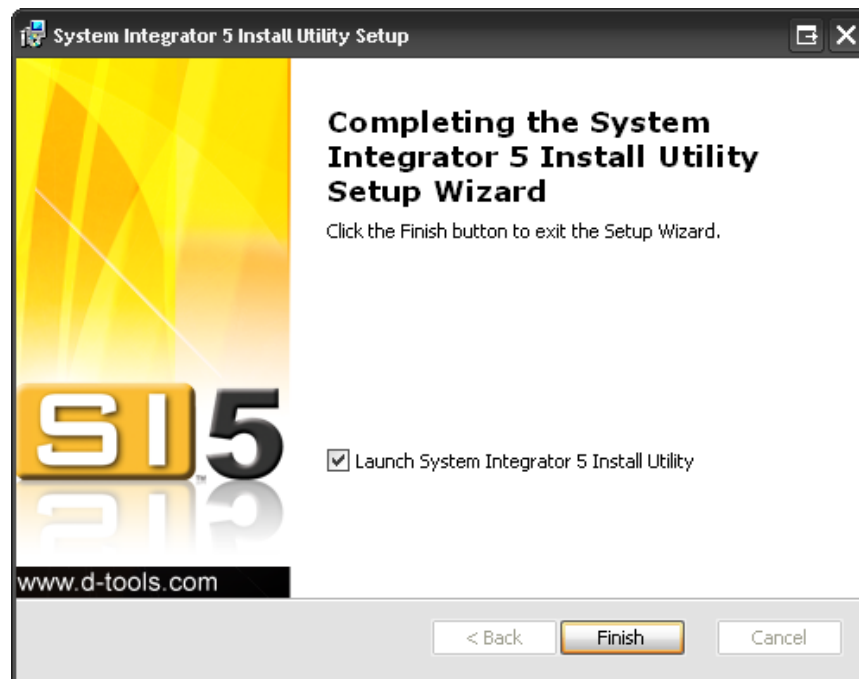 System Integrator 5 Install Utility Setup
Completing the System
Integrator 5 Install Utility
Setup Wizard
Click the Finish button to exit the Setup Wizard.
SI5
TM
Launch System Integrator 5 Install Utility
www.d-tools.com
< Back
Finish
Cancel